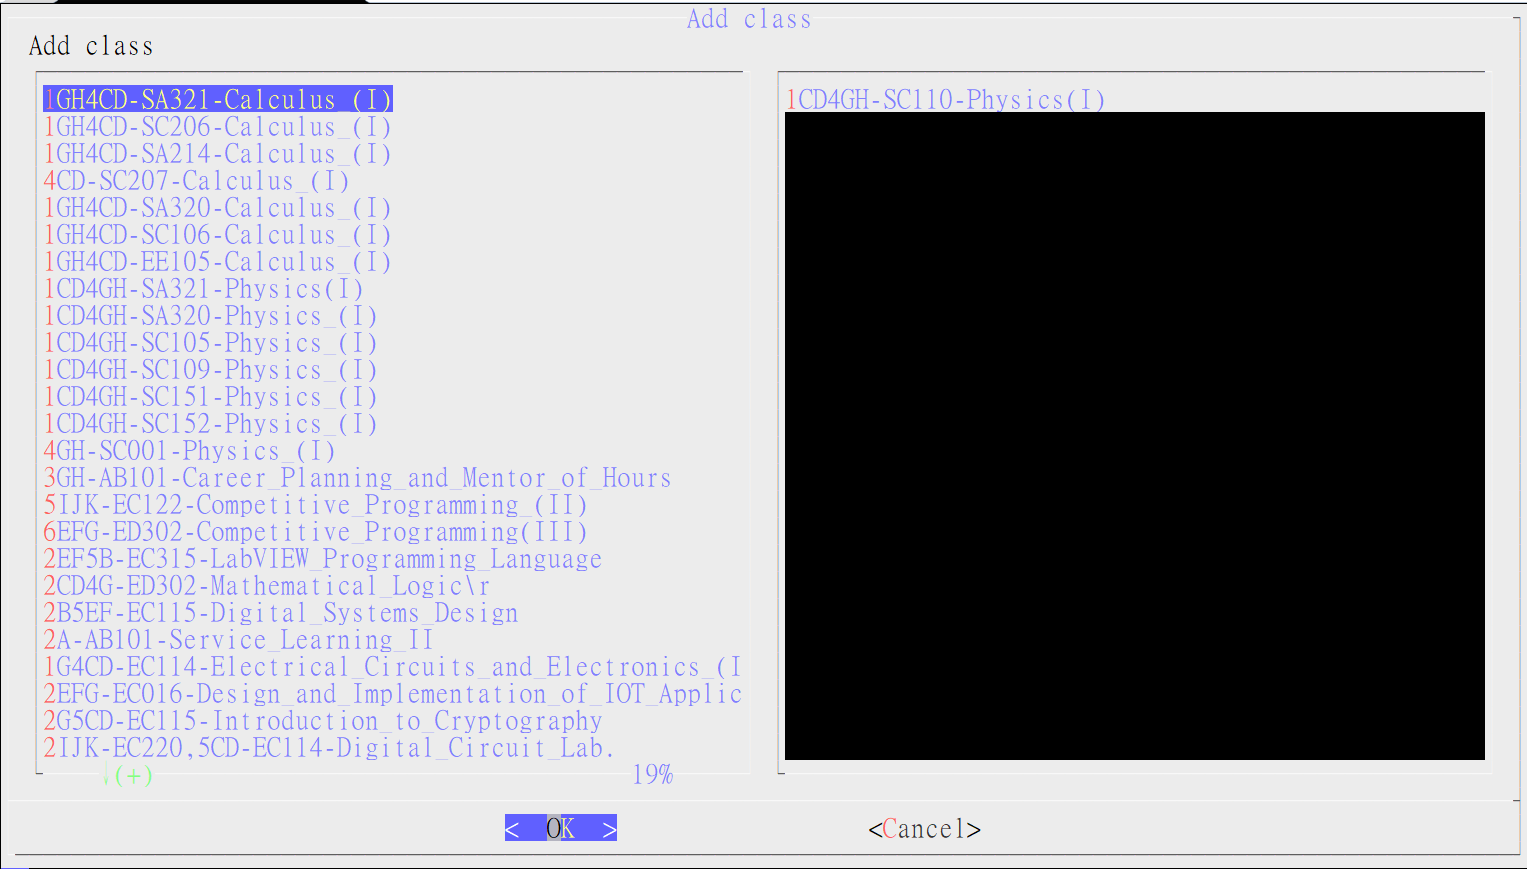 Add class
Add class
1GH4CD-SA321-Calculus_(I)
1GH4CD-SC206-Calculus_(I)
1GH4CD-SA214-Calculus_(I)
4CD-SC207-Calculus_(I)
1GH4CD-SA320-Calculus_(I)
1GH4CD-SC106-Calculus_(I)
1GH4CD-EE105-Calculus_(I)
1CD4GH-SA321-Physics(I)
1CD4GH-SA320-Physics_(I)
1CD4GH-SC105-Physics_(I)
1CD4GH-SC109-Physics_(I)
1CD4GH-SC151-Physics_(I)
1CD4GH-SC152-Physics_(I)
4GH-SC001-Physics_(I)
3GH-AB101-Career_Planning_and_Mentor_of_Hours
5IJK-EC122-Competitive_Programming_(II)
6EFG-ED302-Competitive_Programming(III)
2EF5B-EC315-LabVIEW_Programming_Language
2CD4G-ED302-Mathematical_Logic\r
2B5EF-EC115-Digital_Systems_Design
2A-AB101-Service_Learning_II
1G4CD-EC114-Electrical_Circuits_and_Electronics_(I
2EFG-EC016-Design_and_Implementation_of_IOT_Applic
2G5CD-EC115-Introduction_to_Cryptography
2IJK-EC220,5CD-EC114-Digital_Circuit_Lab.
↓(+) 19%
1CD4GH-SC110-Physics(I)
< OK > <Cancel>